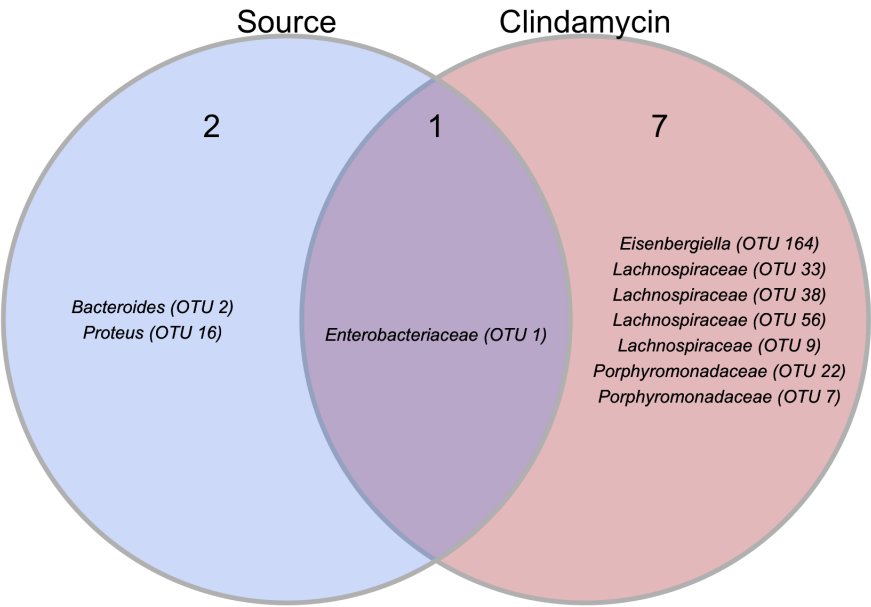 Source
Clindamycin
2
1
7
Bacteroides (OTU 2)
Proteus (OTU 16)
Enterobacteriaceae (OTU 1)
Eisenbergiella (OTU 164)
Lachnospiraceae (OTU 33)
Lachnospiraceae (OTU 38)
Lachnospiraceae (OTU 56)
Lachnospiraceae (OTU 9)
Porphyromonadaceae (OTU 22)
Porphyromonadaceae (OTU 7)